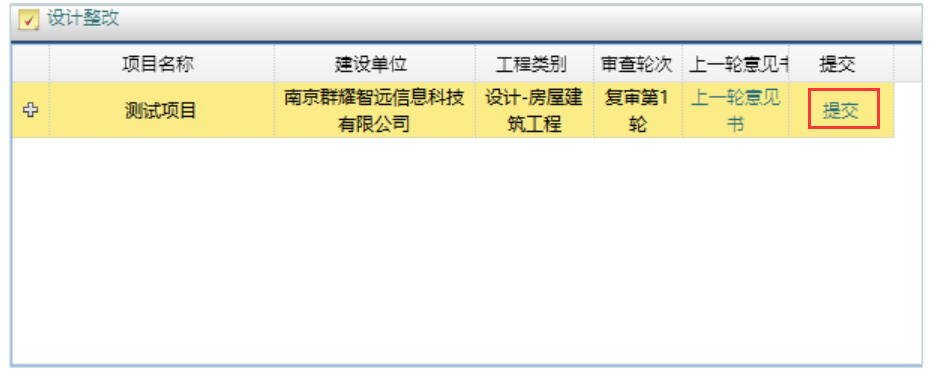 设计整改
项目名称 建设单位 工程类别 审查轮次 上一轮意见 提交
测试项目 南京群耀智远信息科技有限公司 设计-房屋建筑工程 复审第1轮 上一轮意见书 提交